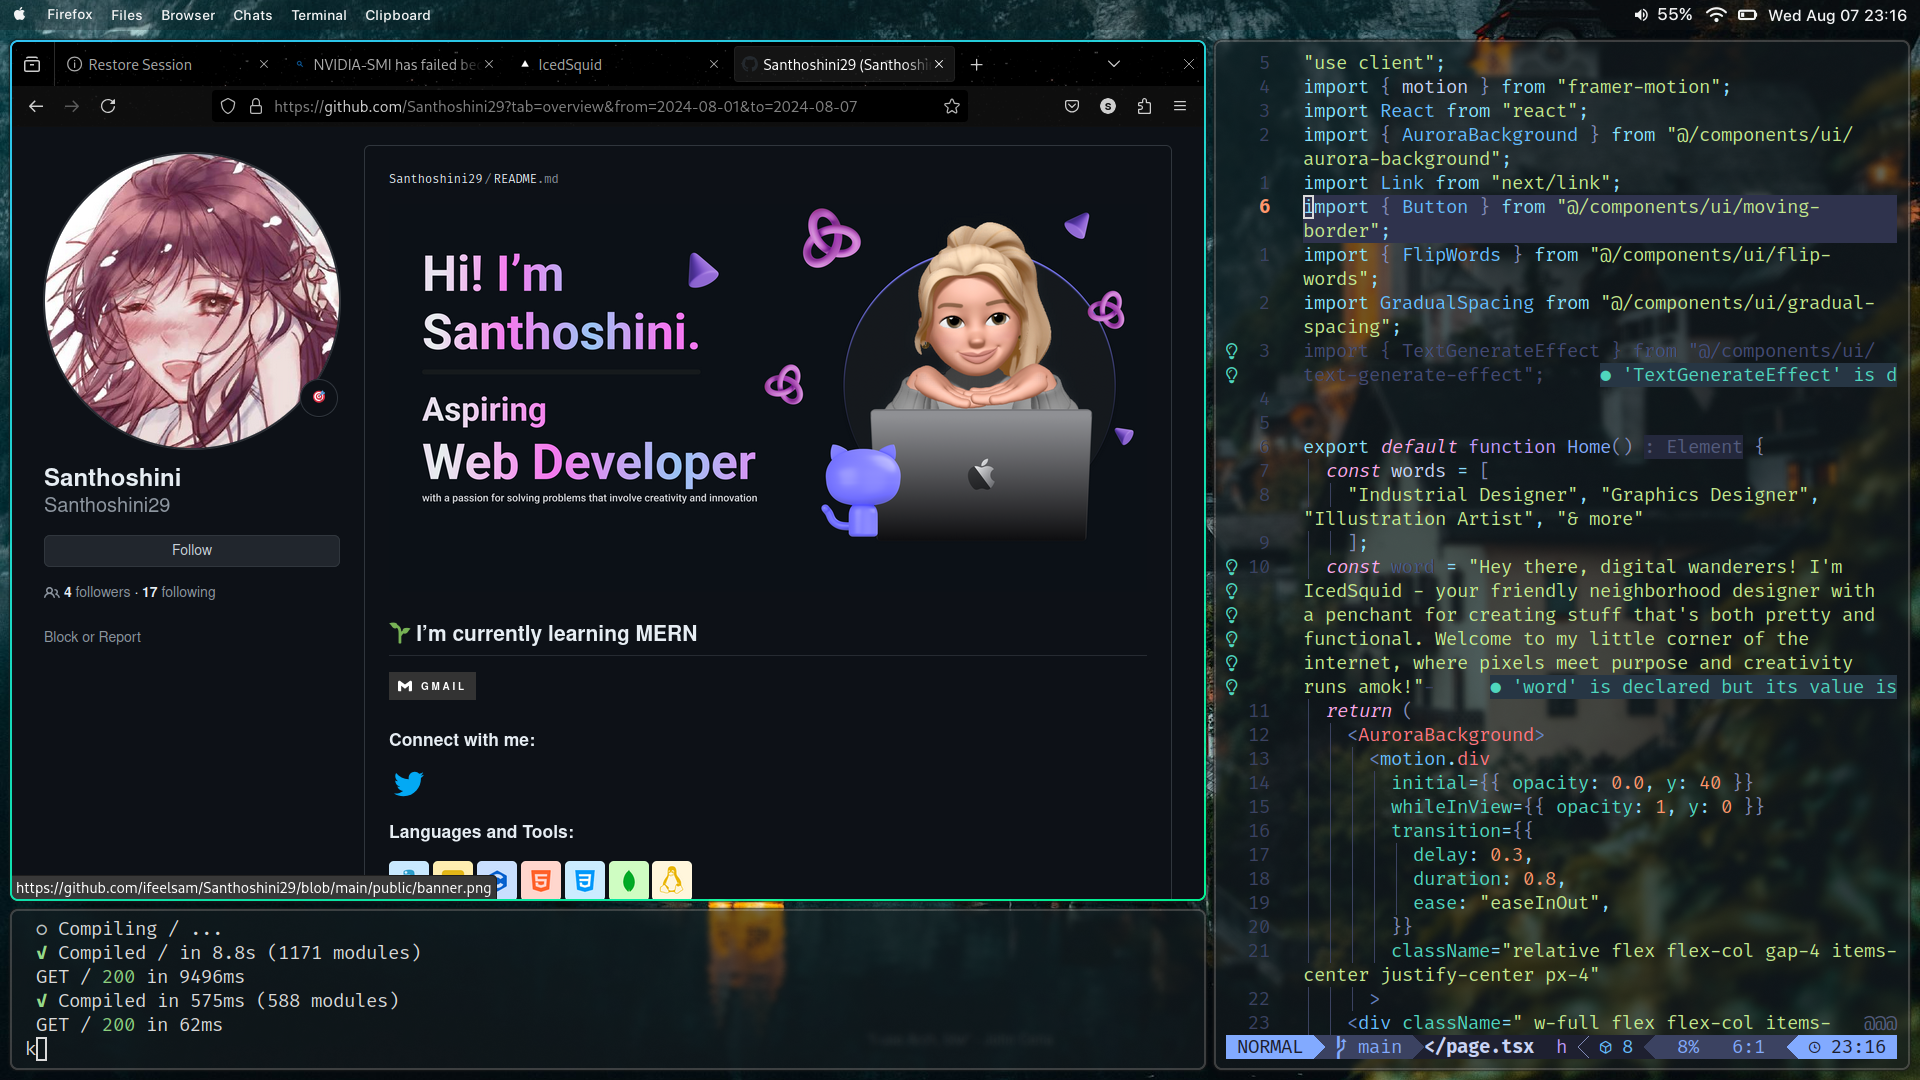 Firefox Files Browser Chats Terminal Clipboard
55% Wed Aug 07 23:16
Restore Session
NVIDIA-SMI has failed be
IcedSquid
Santhoshini29 (Santhoshi
https://github.com/Santhoshini29?tab=overview&from=2024-08-01&to=2024-08-07
S
Santhoshini
Santhoshini29
Follow
4 followers · 17 following
Block or Report
Santhoshini29/README.md
Hi! I’m
Santhoshini.
Aspiring
Web Developer
with a passion for solving problems that involve creativity and innovation
I’m currently learning MERN
GMAIL
Connect with me:
Languages and Tools:
https://github.com/ifeelsam/Santhoshini29/blob/main/public/banner.png
○ Compiling / ...
✓ Compiled / in 8.8s (1171 modules)
GET / 200 in 9496ms
✓ Compiled in 575ms (588 modules)
GET / 200 in 62ms
k
5 "use client";
4 import { motion } from "framer-motion";
3 import React from "react";
2 import { AuroraBackground } from "@/components/ui/
aurora-background";
1 import Link from "next/link";
6 import { Button } from "@/components/ui/moving-
border";
1 import { FlipWords } from "@/components/ui/flip-
words";
2 import GradualSpacing from "@/components/ui/gradual-
spacing";
3 import { TextGenerateEffect } from "@/components/ui/
text-generate-effect"; ● 'TextGenerateEffect' is d
4
5
6 export default function Home() : Element {
7 const words = [
8 "Industrial Designer", "Graphics Designer",
"Illustration Artist", "& more"
9 ];
10 const word = "Hey there, digital wanderers! I'm
IcedSquid - your friendly neighborhood designer with
a penchant for creating stuff that's both pretty and
functional. Welcome to my little corner of the
internet, where pixels meet purpose and creativity
runs amok!" ● 'word' is declared but its value is
11 return (
12 <AuroraBackground>
13 <motion.div
14 initial={{ opacity: 0.0, y: 40 }}
15 whileInView={{ opacity: 1, y: 0 }}
16 transition={{
17 delay: 0.3,
18 duration: 0.8,
19 ease: "easeInOut",
20 }}
21 className="relative flex flex-col gap-4 items-
center justify-center px-4"
22 >
23 <div className=" w-full flex flex-col items- @@@
NORMAL main </page.tsx h 8 8% 6:1 23:16